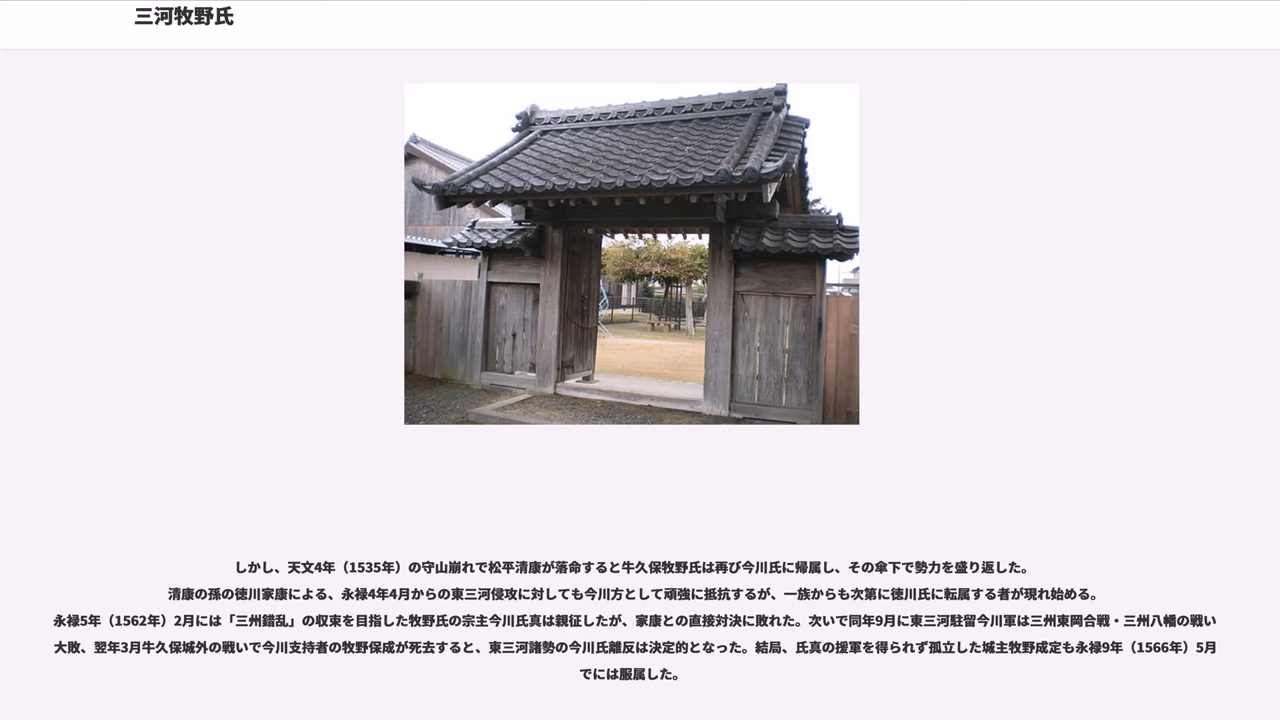 三河牧野氏
しかし、天文4年（1535年）の守山崩れで松平清康が落命すると牛久保牧野氏は再び今川氏に帰属し、その傘下で勢力を盛り返した。
清康の孫の徳川家康による、永禄4年4月からの東三河侵攻に対しても今川方として頑強に抵抗するが、一族からも次第に徳川氏に転属する者が現れ始める。
永禄5年（1562年）2月には「三州錯乱」の収束を目指した牧野氏の宗主今川氏真は親征したが、家康との直接対決に敗れた。次いで同年9月に東三河駐留今川軍は三州東岡合戦・三州八幡の戦い
大敗、翌年3月牛久保城外の戦いで今川支持者の牧野保成が死去すると、東三河諸勢の今川氏離反は決定的となった。結局、氏真の援軍を得られず孤立した城主牧野成定も永禄9年（1566年）5月
でには服属した。